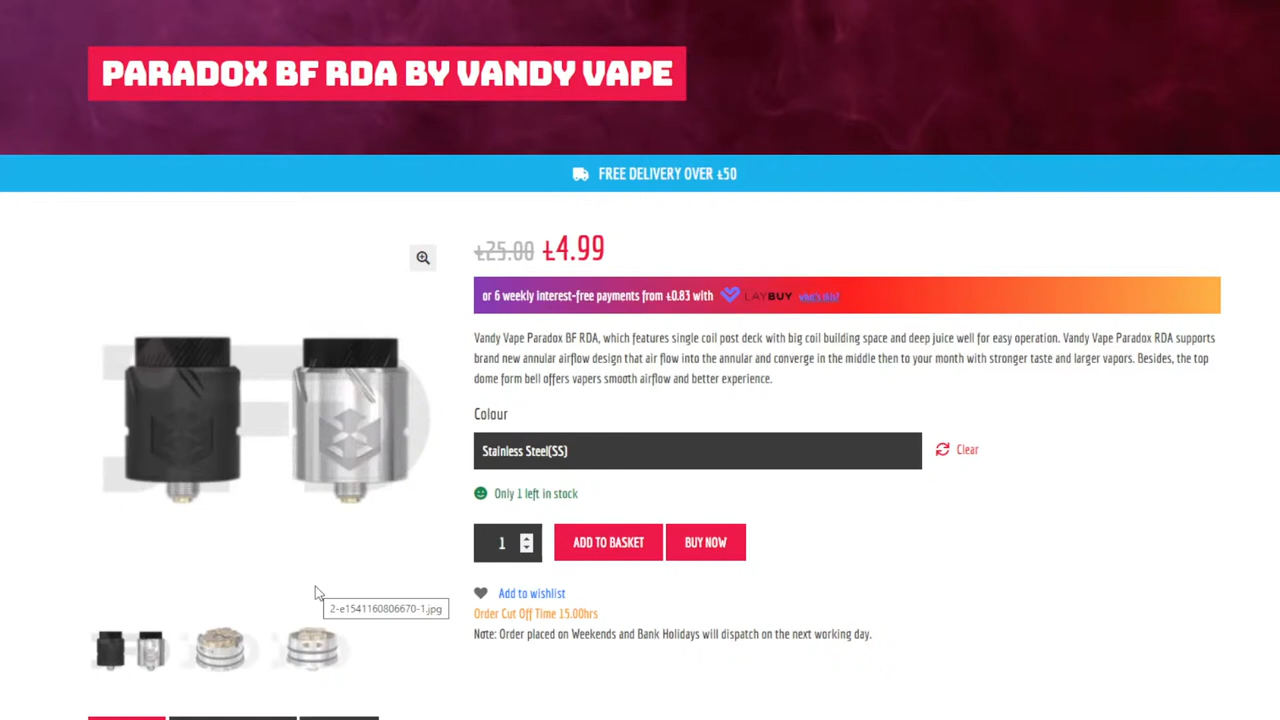 PARADOX BF RDA BY VANDY VAPE
FREE DELIVERY OVER £50
£25.00 £4.99
or 6 weekly interest-free payments from £0.83 with LAYBUY what's this?
Vandy Vape Paradox BF RDA, which features single coil post deck with big coil building space and deep juice well for easy operation. Vandy Vape Paradox RDA supports
brand new annular airflow design that air flow into the annular and converge in the middle then to your month with stronger taste and larger vapors. Besides, the top
dome form bell offers vapers smooth airflow and better experience.
Colour
Stainless Steel(SS)
Clear
Only 1 left in stock
1
ADD TO BASKET
BUY NOW
Add to wishlist
Order Cut Off Time 15.00hrs
Note: Order placed on Weekends and Bank Holidays will dispatch on the next working day.
2-e1541160806670-1.jpg